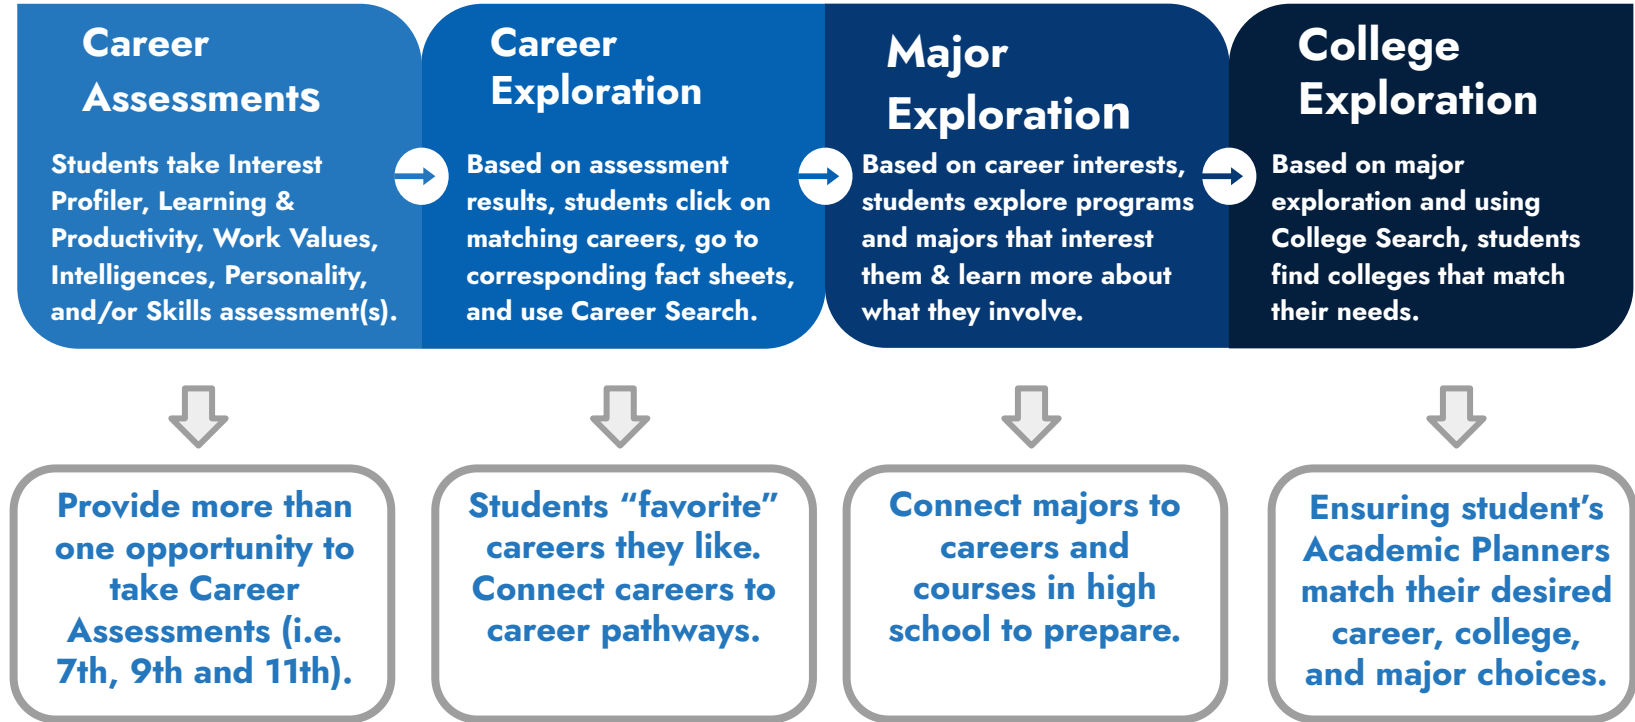 Career
Assessments
Students take Interest
Profiler, Learning &
Productivity, Work Values,
Intelligences, Personality,
and/or Skills assessment(s).
Career
Exploration
Based on assessment
results, students click on
matching careers, go to
corresponding fact sheets,
and use Career Search.
Major
Exploration
Based on career interests,
students explore programs
and majors that interest
them & learn more about
what they involve.
College
Exploration
Based on major
exploration and using
College Search, students
find colleges that match
their needs.
Provide more than
one opportunity to
take Career
Assessments (i.e.
7th, 9th and 11th).
Students “favorite”
careers they like.
Connect careers to
career pathways.
Connect majors to
careers and
courses in high
school to prepare.
Ensuring student’s
Academic Planners
match their desired
career, college,
and major choices.